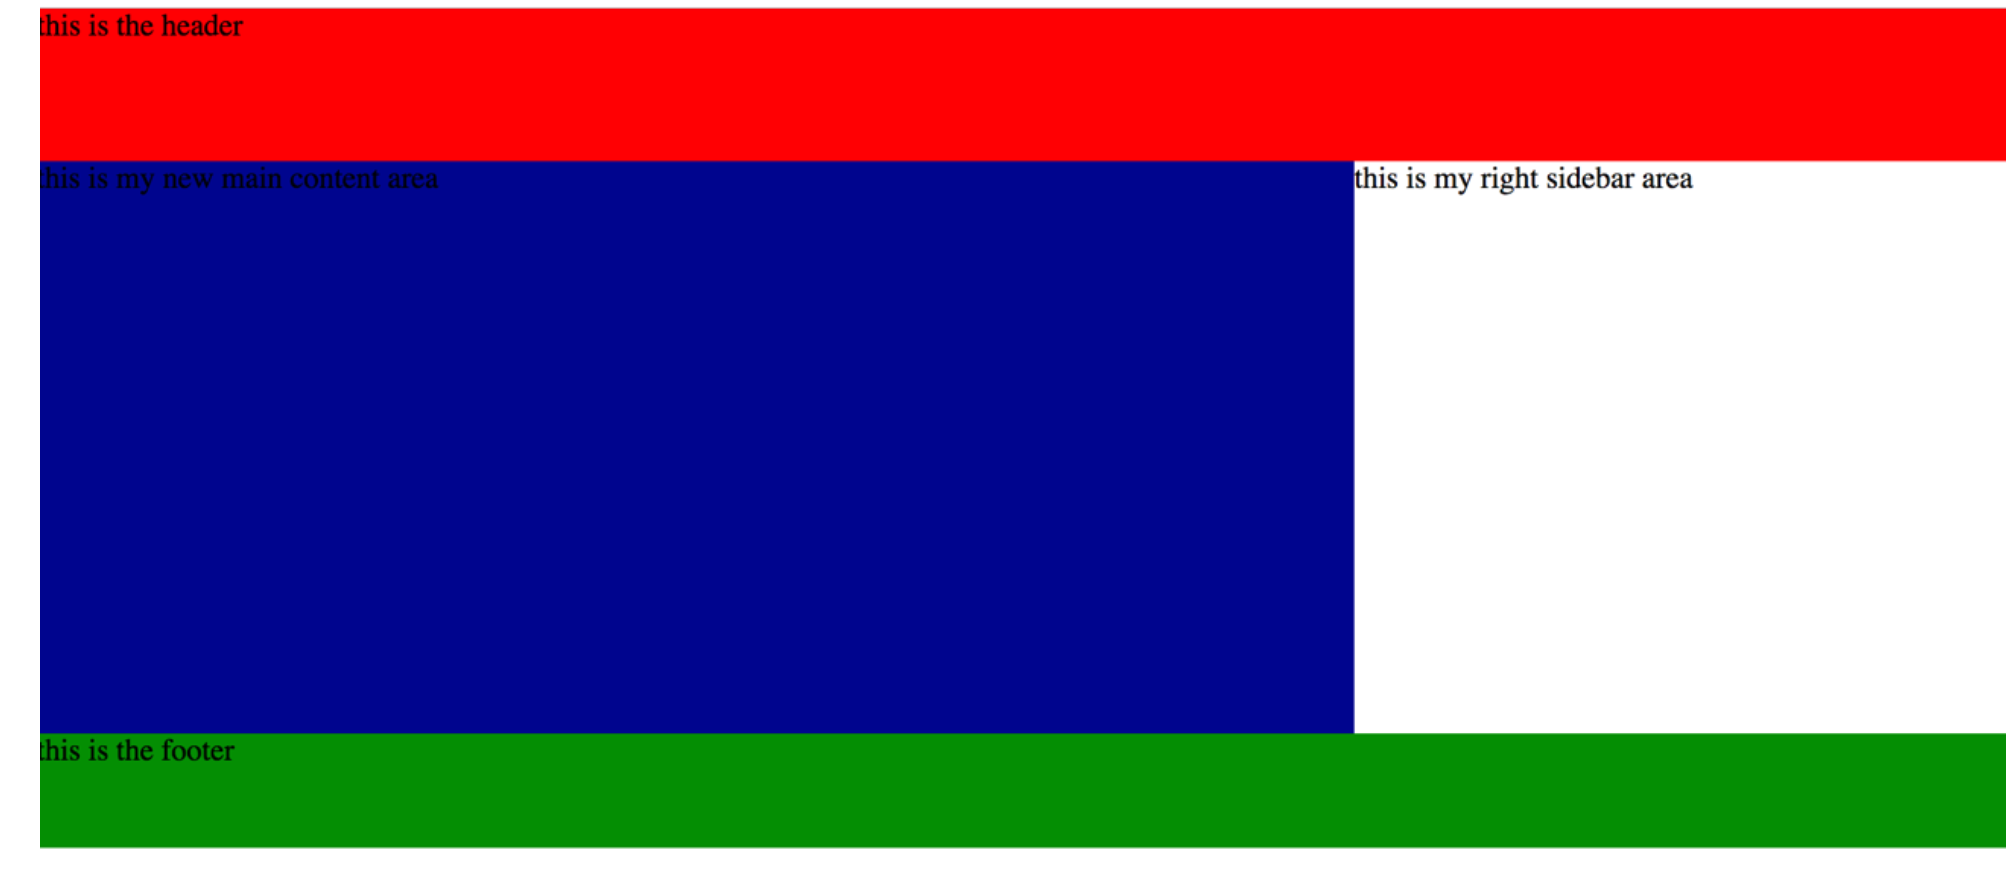 this is the header
this is my new main content area
this is my right sidebar area
this is the footer